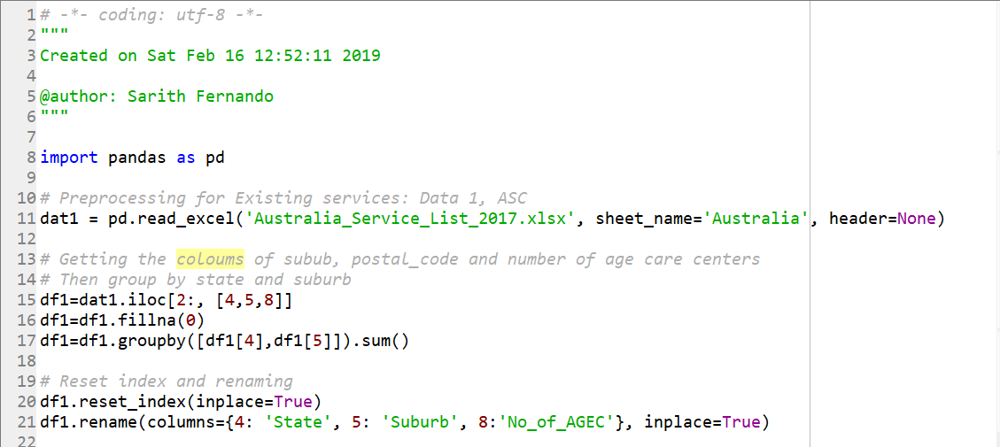 1 # -*- coding: utf-8 -*-
2 """
3 Created on Sat Feb 16 12:52:11 2019
4
5 @author: Sarith Fernando
6 """
7
8 import pandas as pd
9
10 # Preprocessing for Existing services: Data 1, ASC
11 dat1 = pd.read_excel('Australia_Service_List_2017.xlsx', sheet_name='Australia', header=None)
12
13 # Getting the coloums of subub, postal_code and number of age care centers
14 # Then group by state and suburb
15 df1=dat1.iloc[2:, [4,5,8]]
16 df1=df1.fillna(0)
17 df1=df1.groupby([df1[4],df1[5]]).sum()
18
19 # Reset index and renaming
20 df1.reset_index(inplace=True)
21 df1.rename(columns={4: 'State', 5: 'Suburb', 8:'No_of_AGEC'}, inplace=True)
22